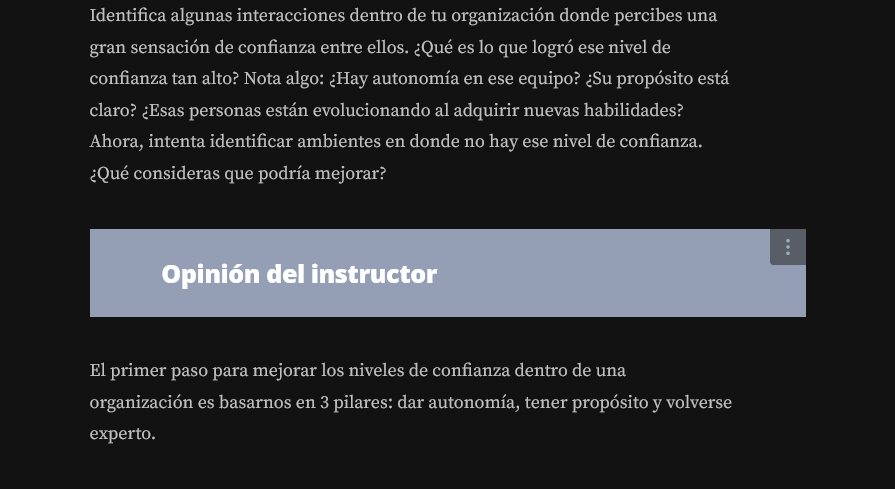 Identifica algunas interacciones dentro de tu organización donde percibes una
gran sensación de confianza entre ellos. ¿Qué es lo que logró ese nivel de
confianza tan alto? Nota algo: ¿Hay autonomía en ese equipo? ¿Su propósito está
claro? ¿Esas personas están evolucionando al adquirir nuevas habilidades?
Ahora, intenta identificar ambientes en donde no hay ese nivel de confianza.
¿Qué consideras que podría mejorar?
Opinión del instructor
El primer paso para mejorar los niveles de confianza dentro de una
organización es basarnos en 3 pilares: dar autonomía, tener propósito y volverse
experto.